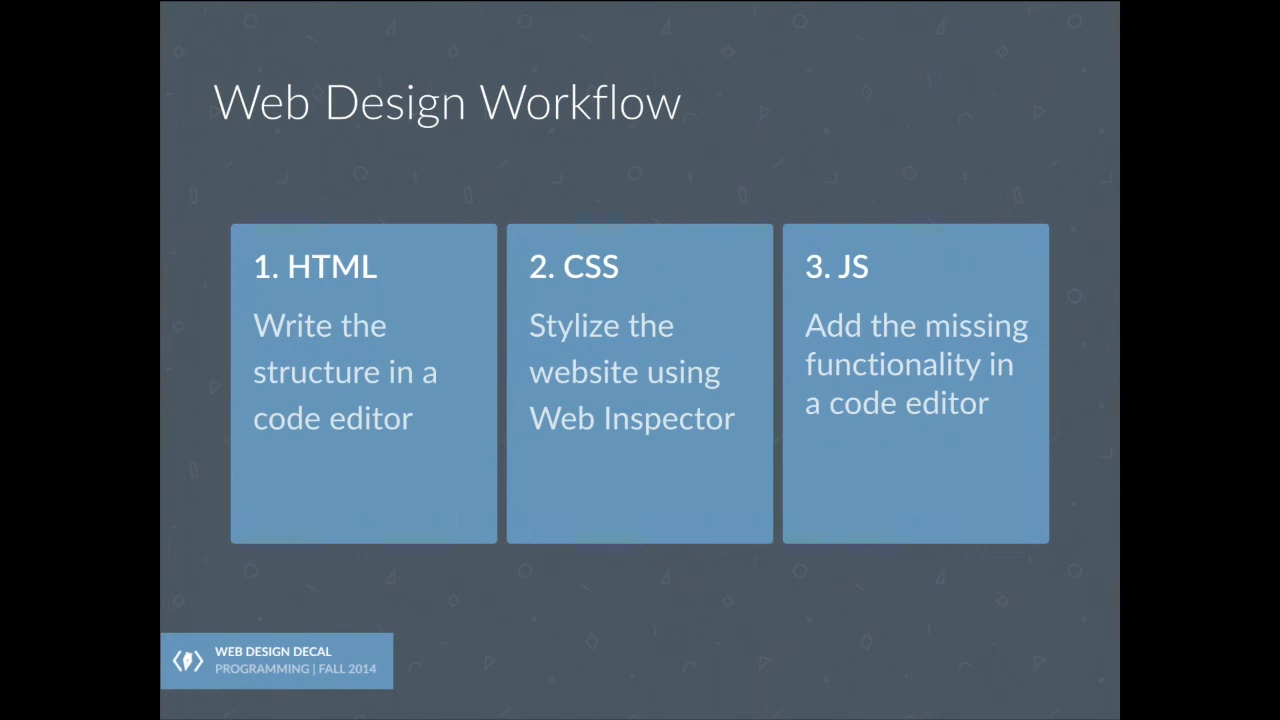 Web Design Workflow
1. HTML
Write the
structure in a
code editor
2. CSS
Stylize the
website using
Web Inspector
3. JS
Add the missing
functionality in
a code editor
WEB DESIGN DECAL
PROGRAMMING | FALL 2014